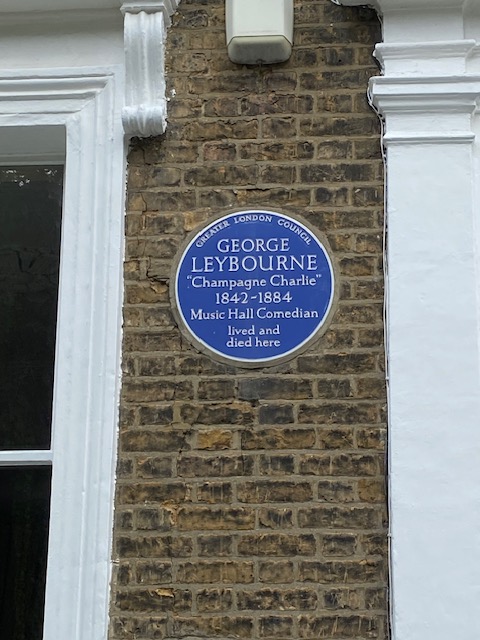 GREATER LONDON COUNCIL
GEORGE
LEYBOURNE
"Champagne Charlie"
1842-1884
Music Hall Comedian
lived and
died here